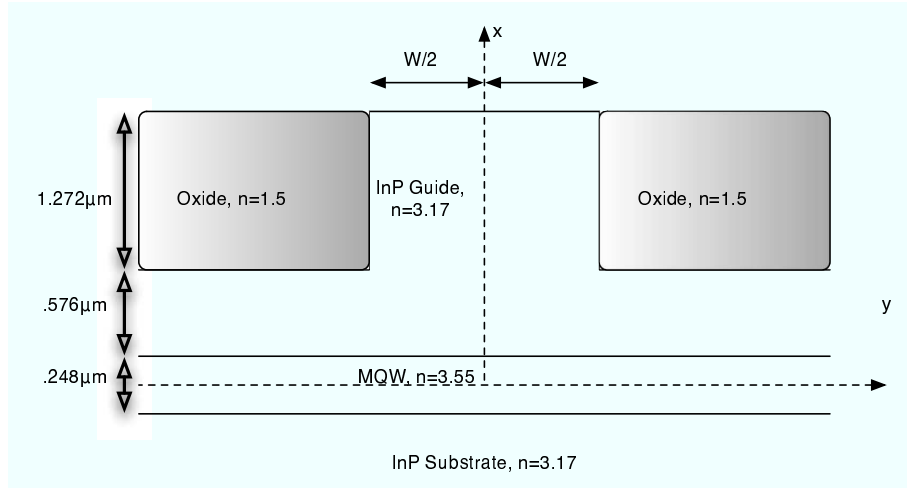 x
W/2
W/2
1.272μm
Oxide, n=1.5
InP Guide,
n=3.17
Oxide, n=1.5
.576μm
y
.248μm
MQW, n=3.55
InP Substrate, n=3.17